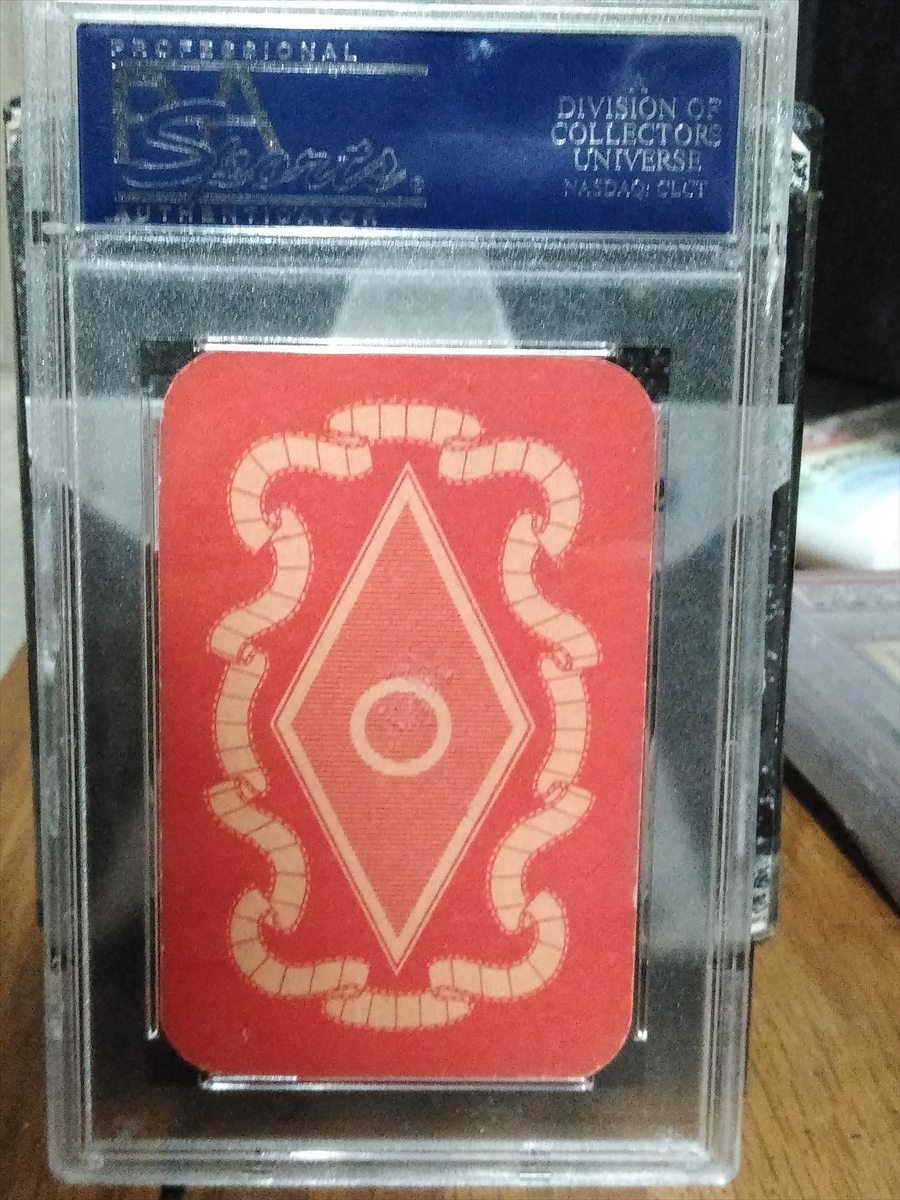 PROFESSIONAL
PSA
Sports®
AUTHENTICATOR
A
DIVISION OF
COLLECTORS
UNIVERSE
NASDAQ: CLCT